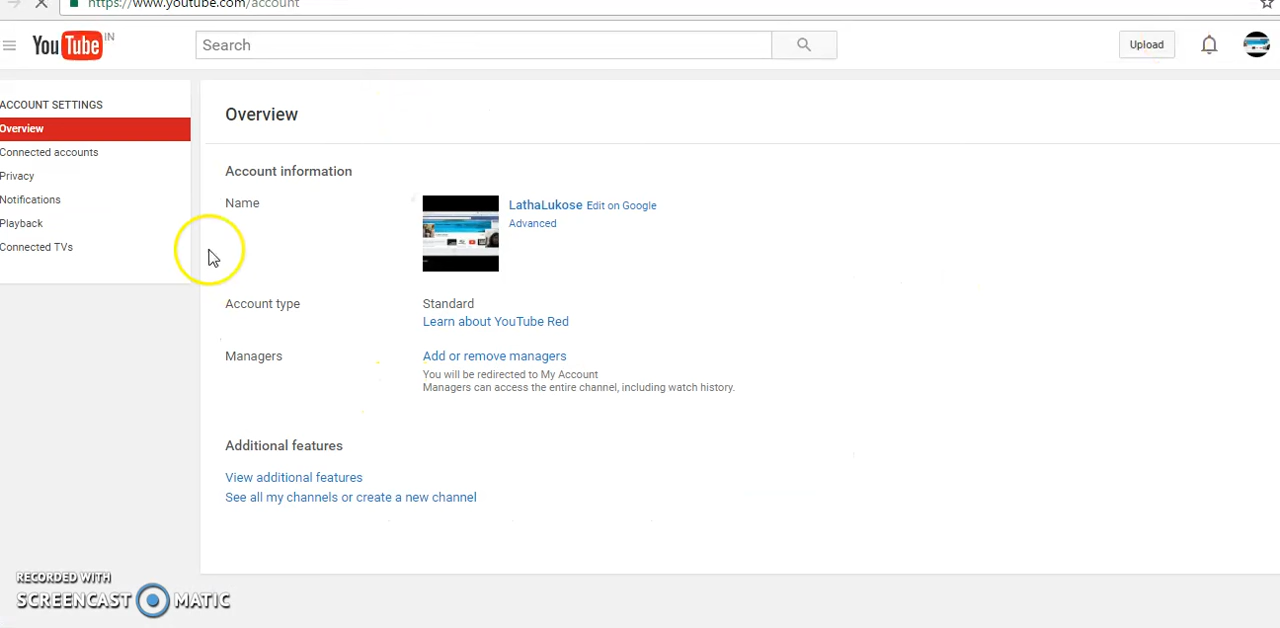 https://www.youtube.com/account
YouTube IN
Search
Upload
ACCOUNT SETTINGS
Overview
Connected accounts
Privacy
Notifications
Playback
Connected TVs
Overview
Account information
Name
LathaLukose Edit on Google
Advanced
Account type
Standard
Learn about YouTube Red
Managers
Add or remove managers
You will be redirected to My Account
Managers can access the entire channel, including watch history.
Additional features
View additional features
See all my channels or create a new channel
RECORDED WITH
SCREENCAST MATIC